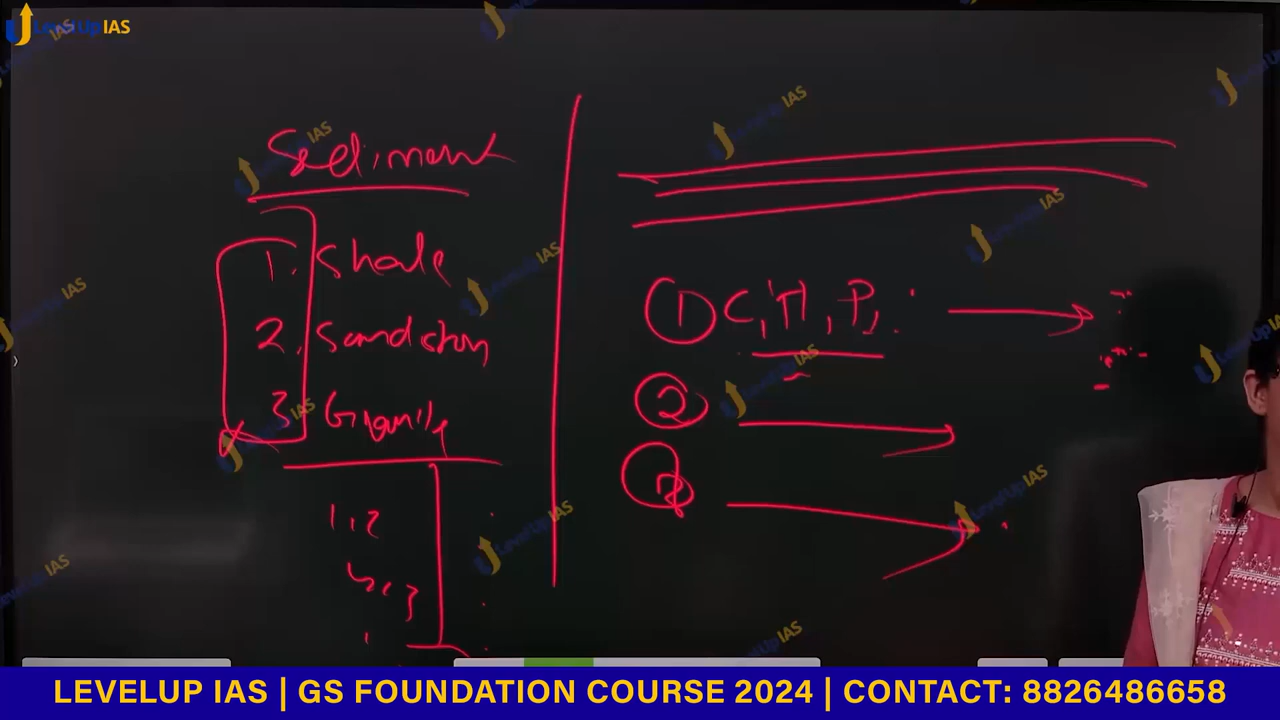 LevelUp IAS
Sediment
1. Shale
2. Sandston
3. Granite
1,2
2,3
① C, H, P,
②
③
LEVELUP IAS | GS FOUNDATION COURSE 2024 | CONTACT: 8826486658